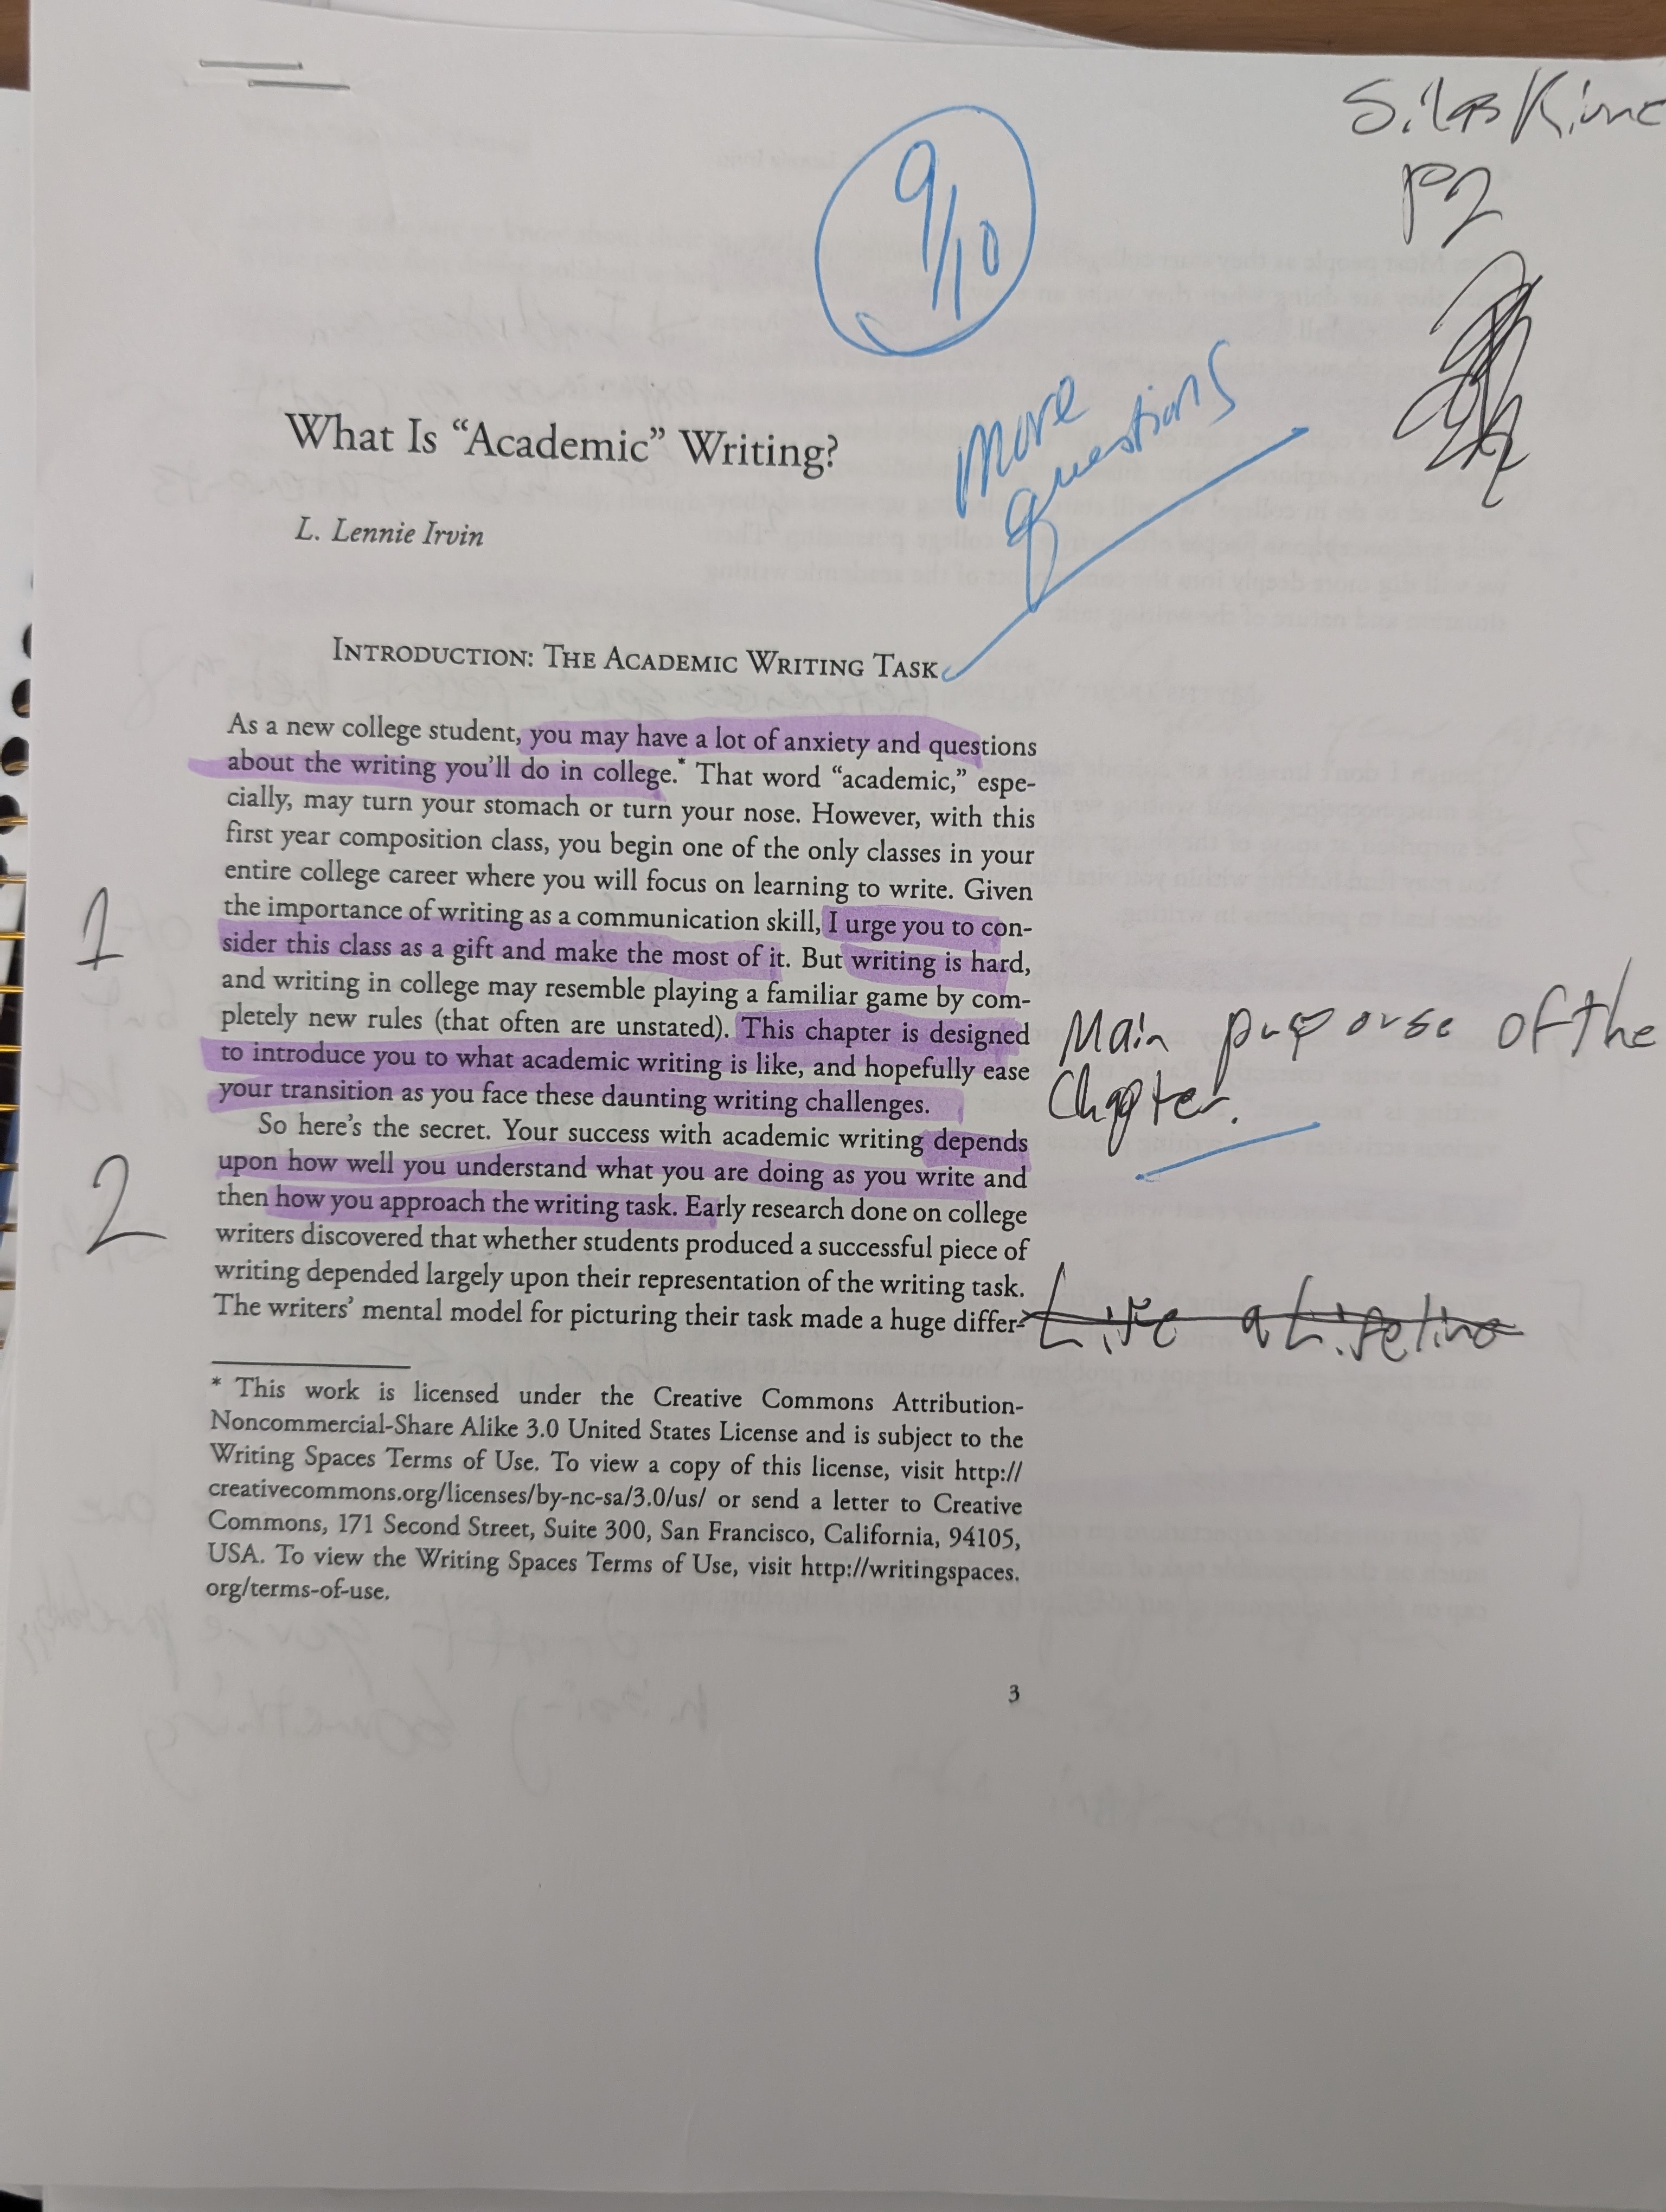 Silas
P2
9/10
More
questions
What Is “Academic” Writing?
L. Lennie Irvin
Introduction: The Academic Writing Task
As a new college student, you may have a lot of anxiety and questions
about the writing you’ll do in college.* That word “academic,” espe-
cially, may turn your stomach or turn your nose. However, with this
first year composition class, you begin one of the only classes in your
entire college career where you will focus on learning to write. Given
the importance of writing as a communication skill, I urge you to con-
1
sider this class as a gift and make the most of it. But writing is hard,
and writing in college may resemble playing a familiar game by com-
pletely new rules (that often are unstated). This chapter is designed
to introduce you to what academic writing is like, and hopefully ease
your transition as you face these daunting writing challenges.
Main purpouse of the
Chapter.
So here’s the secret. Your success with academic writing depends
2
upon how well you understand what you are doing as you write and
then how you approach the writing task. Early research done on college
writers discovered that whether students produced a successful piece of
writing depended largely upon their representation of the writing task.
The writers’ mental model for picturing their task made a huge differ-
* This work is licensed under the Creative Commons Attribution-
Noncommercial-Share Alike 3.0 United States License and is subject to the
Writing Spaces Terms of Use. To view a copy of this license, visit http://
creativecommons.org/licenses/by-nc-sa/3.0/us/ or send a letter to Creative
Commons, 171 Second Street, Suite 300, San Francisco, California, 94105,
USA. To view the Writing Spaces Terms of Use, visit http://writingspaces.
org/terms-of-use.
3